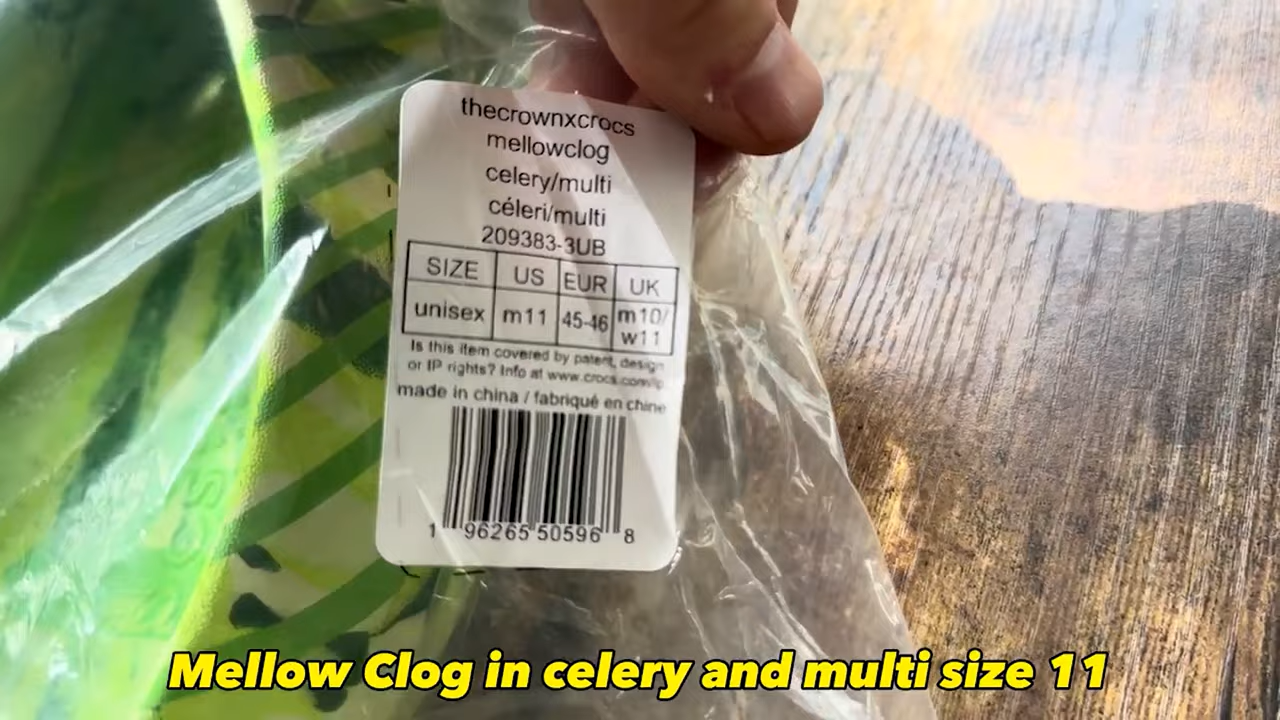 thecrownxcrocs
mellowclog
celery/multi
céleri/multi
209383-3UB
SIZE US EUR UK
unisex m11 45-46 m10/
w11
Is this item covered by patent, design
or IP rights? Info at www.crocs.com/ip
made in china / fabriqué en chine
1 96265 50596 8
Mellow Clog in celery and multi size 11